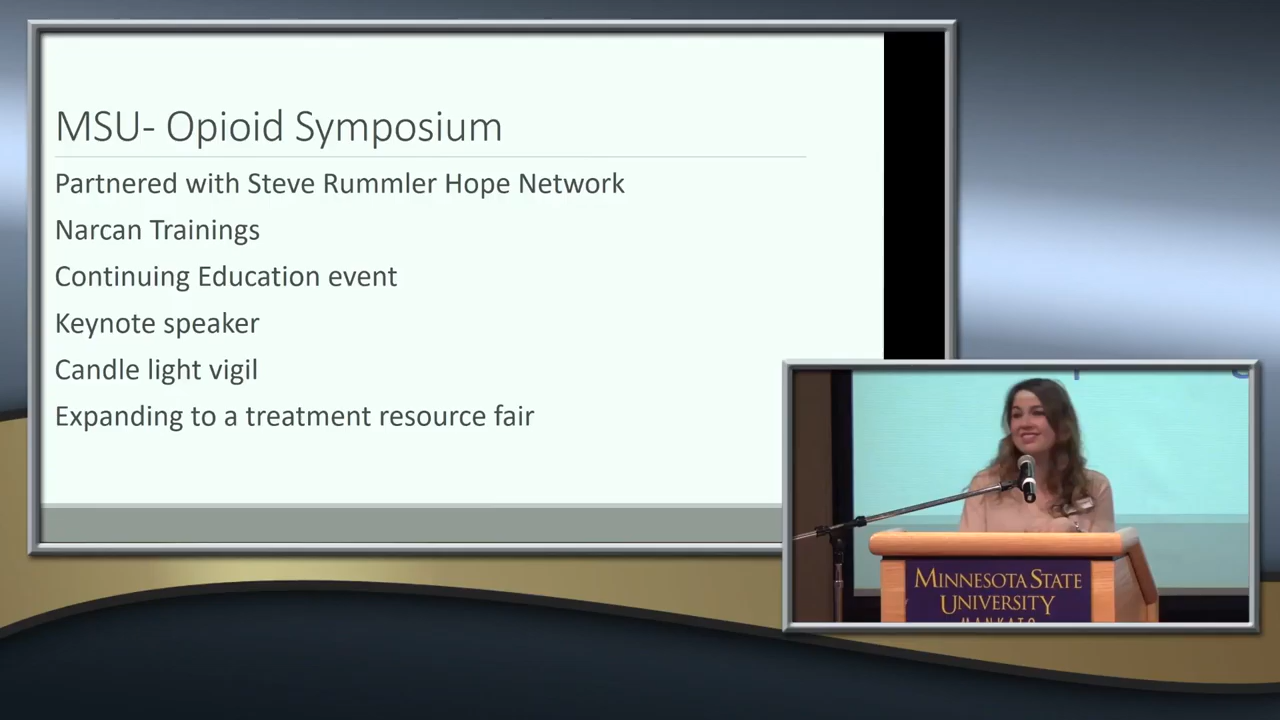 MSU- Opioid Symposium
Partnered with Steve Rummler Hope Network
Narcan Trainings
Continuing Education event
Keynote speaker
Candle light vigil
Expanding to a treatment resource fair
MINNESOTA STATE
UNIVERSITY
MANKATO